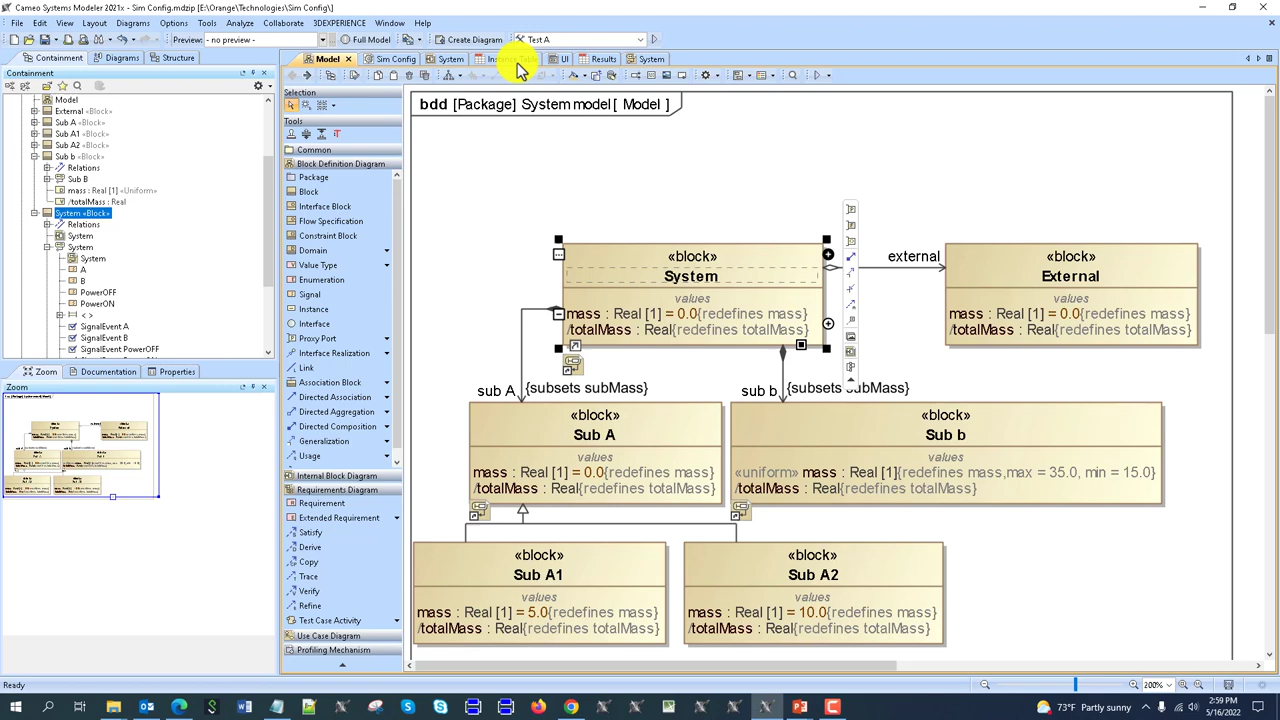 Cameo Systems Modeler 2021x - Sim Config.mdzip [E:\Orange\Technologies\Sim Config\]
File Edit View Layout Diagrams Options Tools Analyze Collaborate 3DEXPERIENCE Window Help
Preview: - no preview - Full Model Create Diagram Test A
Containment Diagrams Structure
Model Sim Config System Instance Table UI Results System
Containment
Model
External «Block»
Sub A «Block»
Sub A1 «Block»
Sub A2 «Block»
Sub b «Block»
Relations
Sub B
mass : Real [1] «Uniform»
/totalMass : Real
System «Block»
Relations
System
System
System
A
B
PowerOFF
PowerON
< >
SignalEvent A
SignalEvent B
SignalEvent PowerOFF
Zoom Documentation Properties
Selection
Tools
Common
Block Definition Diagram
Package
Block
Interface Block
Flow Specification
Constraint Block
Domain
Value Type
Enumeration
Signal
Instance
Interface
Proxy Port
Interface Realization
Link
Association Block
Directed Association
Directed Aggregation
Directed Composition
Generalization
Usage
Internal Block Diagram
Requirements Diagram
Requirement
Extended Requirement
Satisfy
Derive
Copy
Trace
Verify
Refine
Test Case Activity
Use Case Diagram
Profiling Mechanism
bdd [Package] System model [ Model ]
«block»
System
values
mass : Real [1] = 0.0{redefines mass}
/totalMass : Real{redefines totalMass}
external
«block»
External
values
mass : Real [1] = 0.0{redefines mass}
/totalMass : Real{redefines totalMass}
sub A {subsets subMass}
sub b {subsets subMass}
«block»
Sub A
values
mass : Real [1] = 0.0{redefines mass}
/totalMass : Real{redefines totalMass}
«block»
Sub b
values
«uniform» mass : Real [1]{redefines mass,max = 35.0, min = 15.0}
/totalMass : Real{redefines totalMass}
«block»
Sub A1
values
mass : Real [1] = 5.0{redefines mass}
/totalMass : Real{redefines totalMass}
«block»
Sub A2
values
mass : Real [1] = 10.0{redefines mass}
/totalMass : Real{redefines totalMass}
Ready
200%
73°F Partly sunny
2:59 PM
5/16/2022